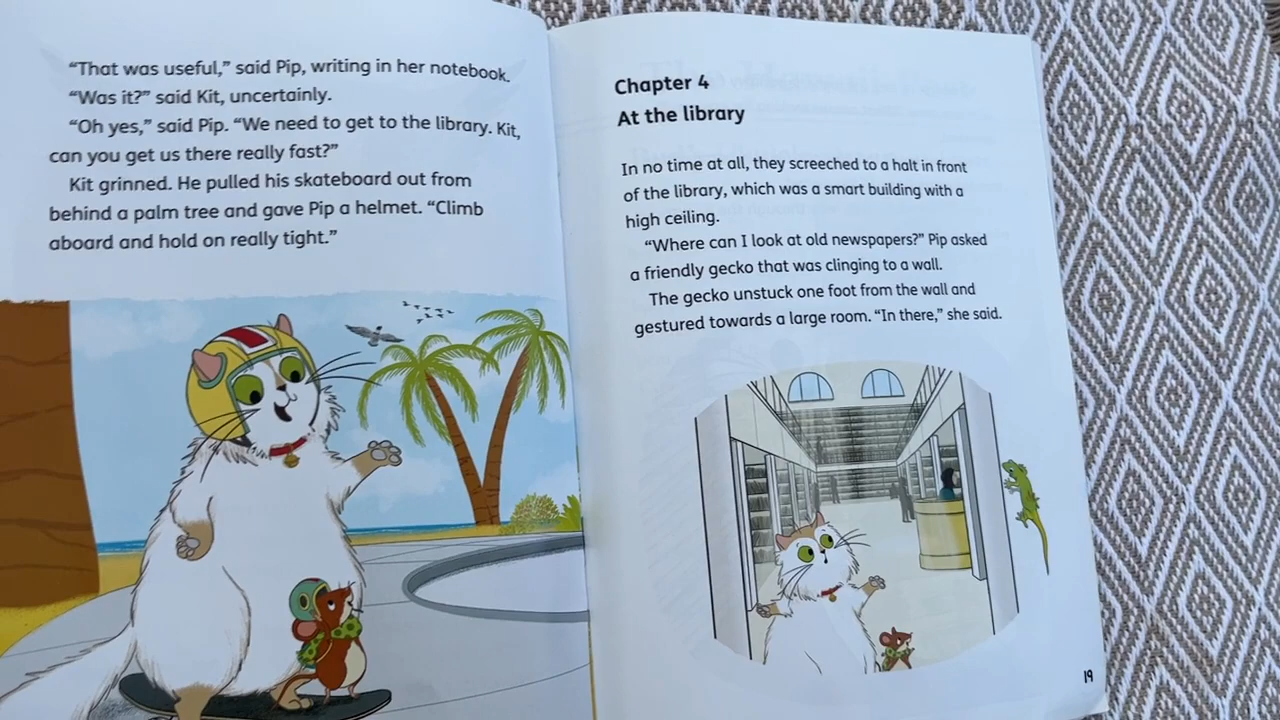 “That was useful,” said Pip, writing in her notebook.
“Was it?” said Kit, uncertainly.
“Oh yes,” said Pip. “We need to get to the library. Kit,
can you get us there really fast?”
Kit grinned. He pulled his skateboard out from
behind a palm tree and gave Pip a helmet. “Climb
aboard and hold on really tight.”
Chapter 4
At the library
In no time at all, they screeched to a halt in front
of the library, which was a smart building with a
high ceiling.
“Where can I look at old newspapers?” Pip asked
a friendly gecko that was clinging to a wall.
The gecko unstuck one foot from the wall and
gestured towards a large room. “In there,” she said.
19